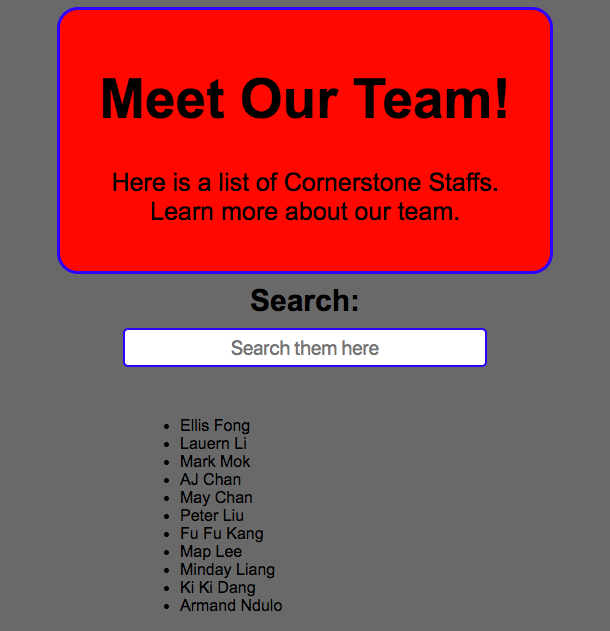 Meet Our Team!
Here is a list of Cornerstone Staffs.
Learn more about our team.
Search:
Search them here
Ellis Fong
Lauern Li
Mark Mok
AJ Chan
May Chan
Peter Liu
Fu Fu Kang
Map Lee
Minday Liang
Ki Ki Dang
Armand Ndulo